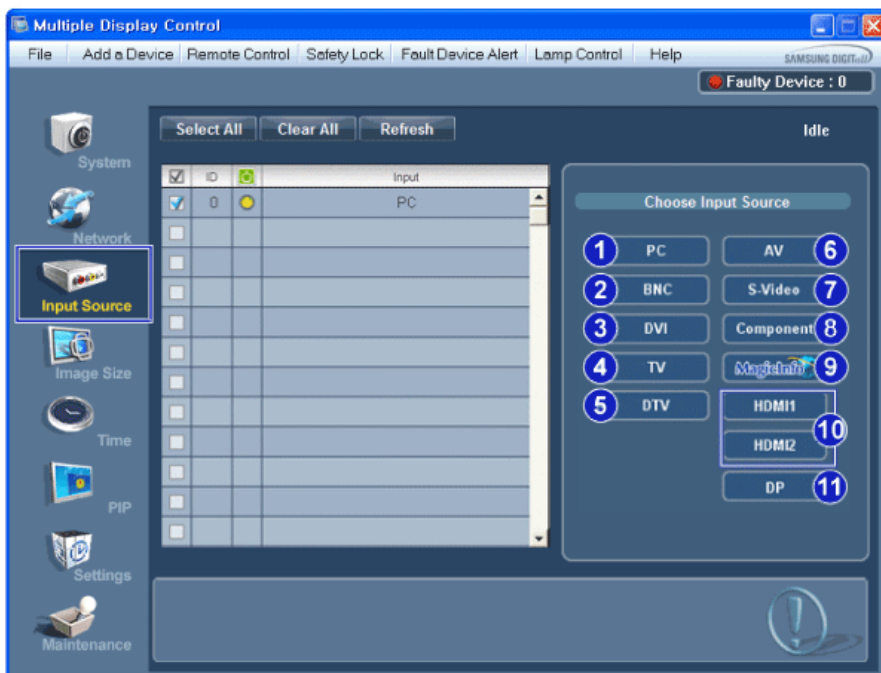 Multiple Display Control
File Add a Device Remote Control Safety Lock Fault Device Alert Lamp Control Help
SAMSUNG DIGITall
Faulty Device : 0
Select All Clear All Refresh
Idle
System
Network
Input Source
Image Size
Time
PIP
Settings
Maintenance
ID Input
0 PC
Choose Input Source
1 PC AV 6
2 BNC S-Video 7
3 DVI Component 8
4 TV MagicInfo 9
5 DTV HDMI1
10
HDMI2
DP 11